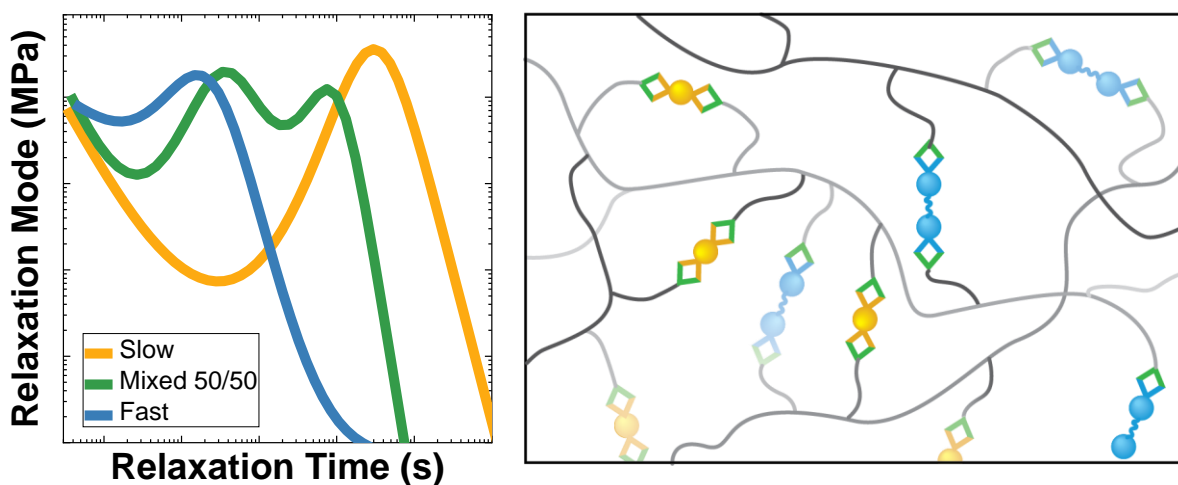 Relaxation Mode (MPa)
Slow
Mixed 50/50
Fast
Relaxation Time (s)